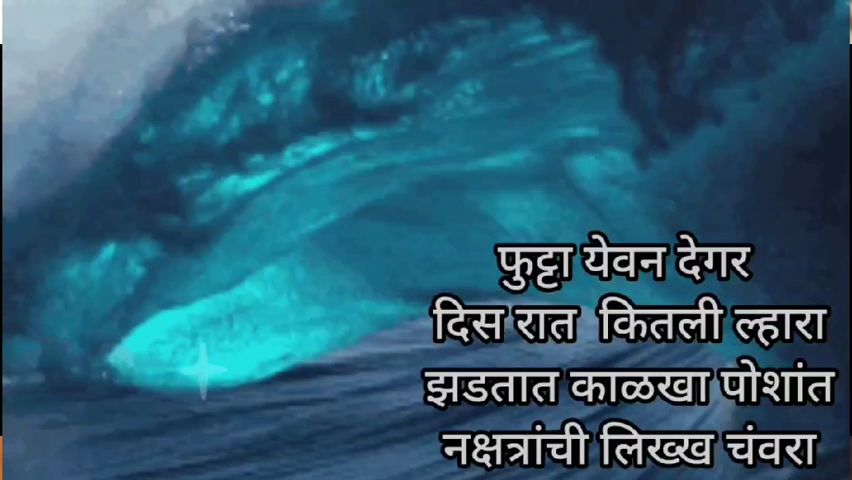 फुट्टा येवन देगर
दिस रात कितली ल्हारा
झडतात काळखा पोशांत
नक्षत्रांची लिख्ख चंवरा